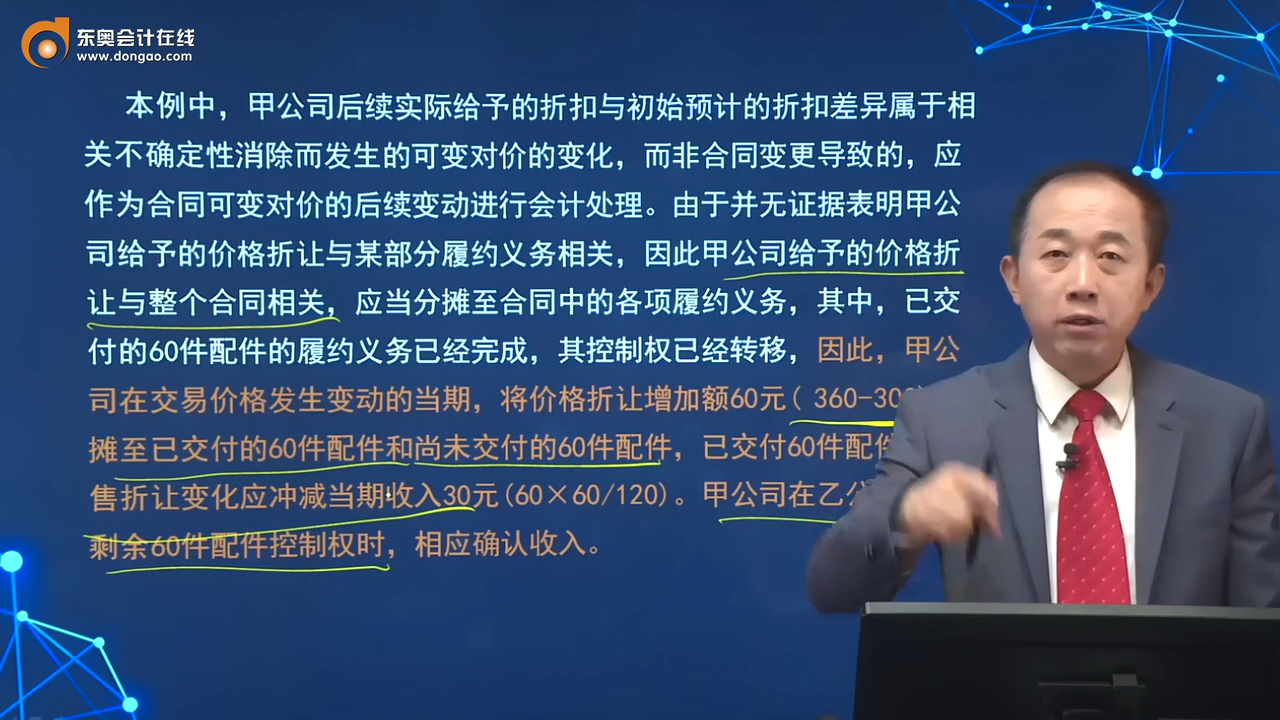 东奥会计在线
www.dongao.com
本例中，甲公司后续实际给予的折扣与初始预计的折扣差异属于相
关不确定性消除而发生的可变对价的变化，而非合同变更导致的，应
作为合同可变对价的后续变动进行会计处理。由于并无证据表明甲公
司给予的价格折让与某部分履约义务相关，因此甲公司给予的价格折
让与整个合同相关，应当分摊至合同中的各项履约义务，其中，已交
付的60件配件的履约义务已经完成，其控制权已经转移，因此，甲公
司在交易价格发生变动的当期，将价格折让增加额60元( 360-30
摊至已交付的60件配件和尚未交付的60件配件，已交付60件配件
售折让变化应冲减当期收入30元(60×60/120)。甲公司在乙公
剩余60件配件控制权时，相应确认收入。